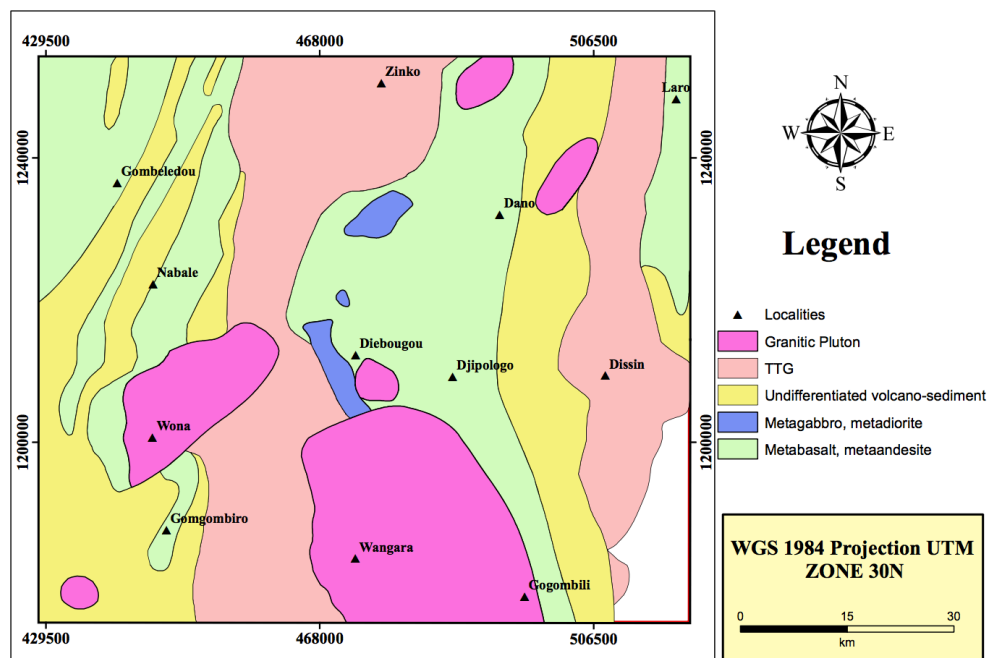 429500
468000
506500
Zinko
Laro
N
W
E
S
1240000
1240000
Gombeledou
Dano
Legend
Nabale
Localities
Granitic Pluton
Diebougou
Djipologo
Dissin
TTG
Undifferentiated volcano-sediment
Metagabbro, metadiorite
Wona
1200000
1200000
Metabasalt, metaandesite
Gomgombiro
Wangara
WGS 1984 Projection UTM
ZONE 30N
Gogombili
0
15
30
km
429500
468000
506500